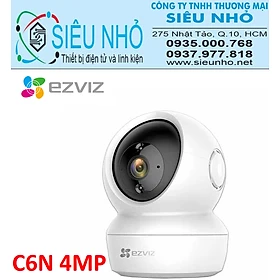 CÔNG TY TNHH THƯƠNG MẠI
SIÊU NHỎ
275 Nhật Tảo, Q.10, HCM
0935.000.768
0937.977.818
www.sieunho.net
SIÊU NHỎ
Thiết bị điện tử và linh kiện
ezviz
C6N 4MP
ezviz